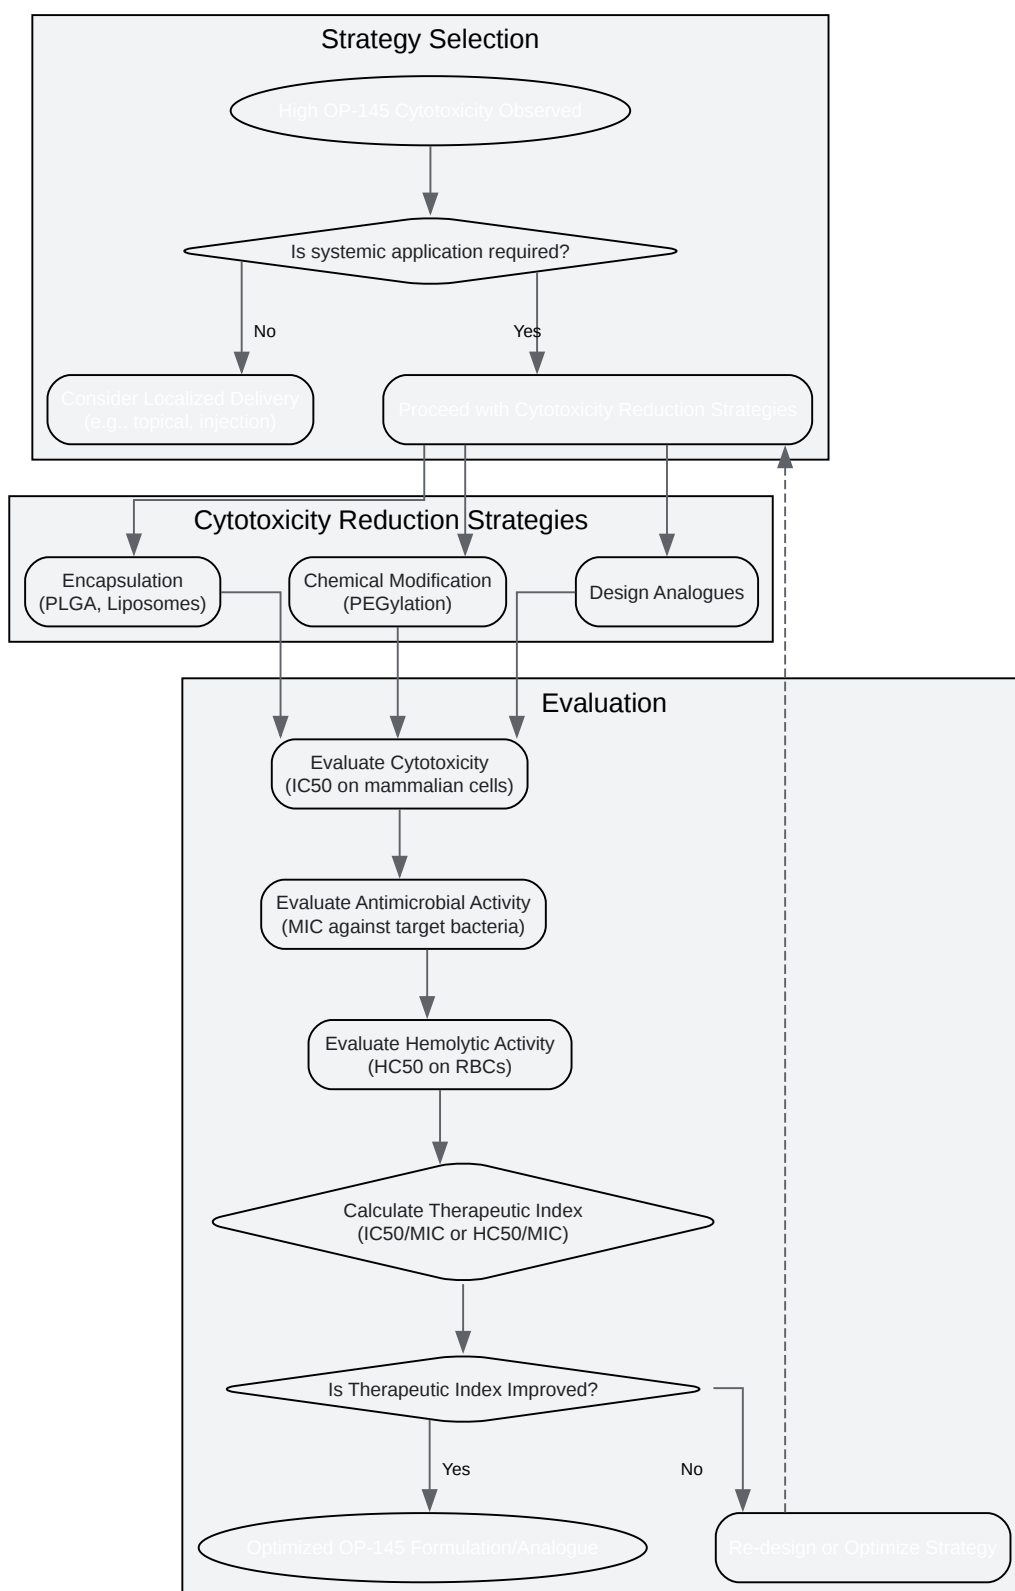 Strategy Selection
High OP-145 Cytotoxicity Observed
Is systemic application required?
No
Yes
Consider Localized Delivery
(e.g., topical, injection)
Proceed with Cytotoxicity Reduction Strategies
Cytotoxicity Reduction Strategies
Encapsulation
(PLGA, Liposomes)
Chemical Modification
(PEGylation)
Design Analogues
Evaluation
Evaluate Cytotoxicity
(IC50 on mammalian cells)
Evaluate Antimicrobial Activity
(MIC against target bacteria)
Evaluate Hemolytic Activity
(HC50 on RBCs)
Calculate Therapeutic Index
(IC50/MIC or HC50/MIC)
Is Therapeutic Index Improved?
Yes
No
Optimized OP-145 Formulation/Analogue
Re-design or Optimize Strategy